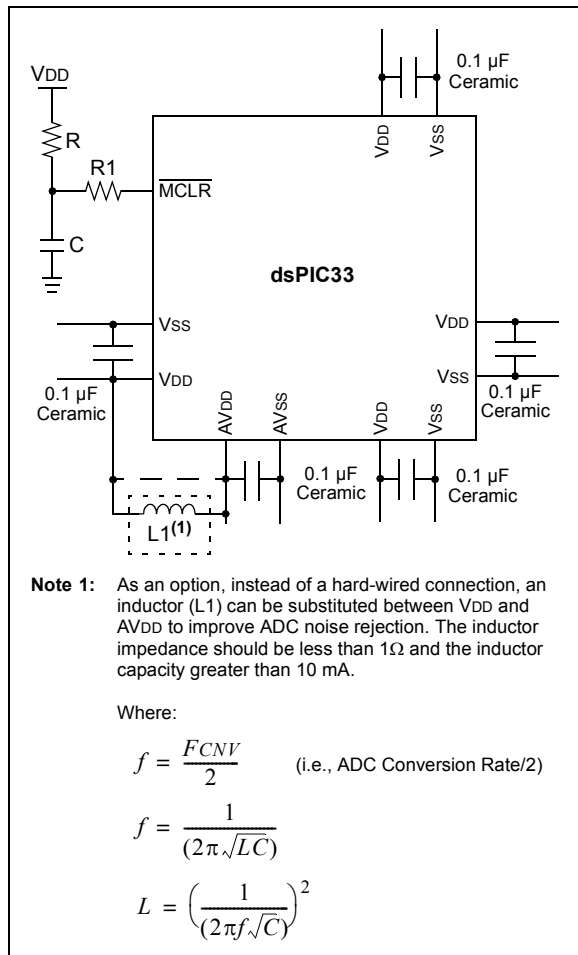 0.1 µF
Ceramic
VDD
R
R1
MCLR
C
VDD
VSS
dsPIC33
VSS
VDD
0.1 µF
Ceramic
VDD
VSS
0.1 µF
Ceramic
AVDD
AVSS
VDD
VSS
0.1 µF
Ceramic
0.1 µF
Ceramic
L1(1)
Note 1: As an option, instead of a hard-wired connection, an
inductor (L1) can be substituted between VDD and
AVDD to improve ADC noise rejection. The inductor
impedance should be less than 1Ω and the inductor
capacity greater than 10 mA.
Where:
f = FCNV / 2 (i.e., ADC Conversion Rate/2)
f = 1 / (2π√LC)
L = (1 / (2πf√C))²